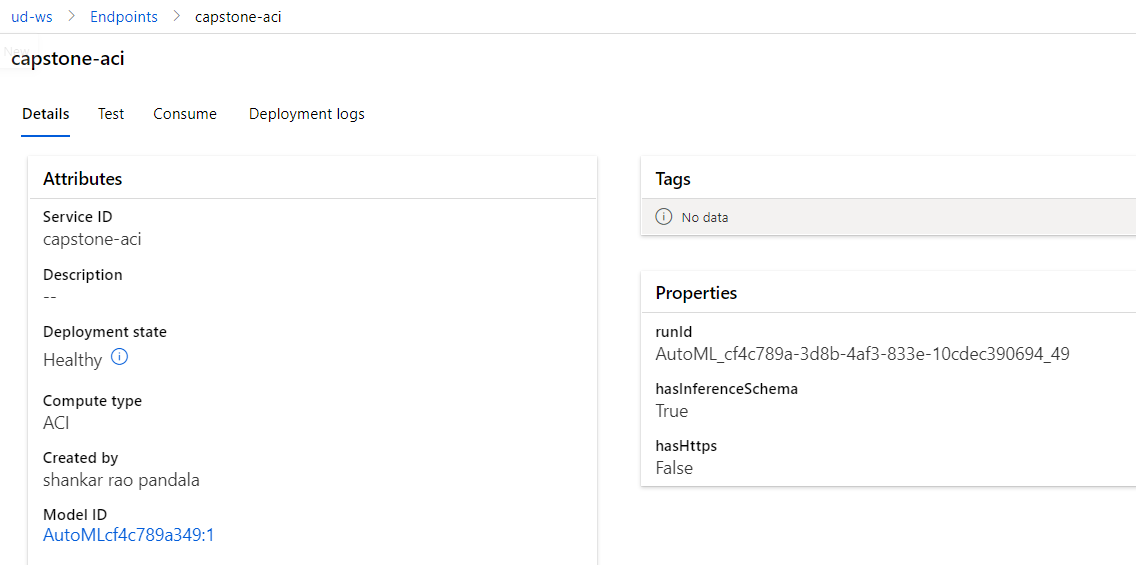 ud-ws > Endpoints > capstone-aci
New
capstone-aci
Details Test Consume Deployment logs
Attributes
Service ID
capstone-aci
Description
--
Deployment state
Healthy
Compute type
ACI
Created by
shankar rao pandala
Model ID
AutoMLcf4c789a349:1
Tags
No data
Properties
runId
AutoML_cf4c789a-3d8b-4af3-833e-10cdec390694_49
hasInferenceSchema
True
hasHttps
False